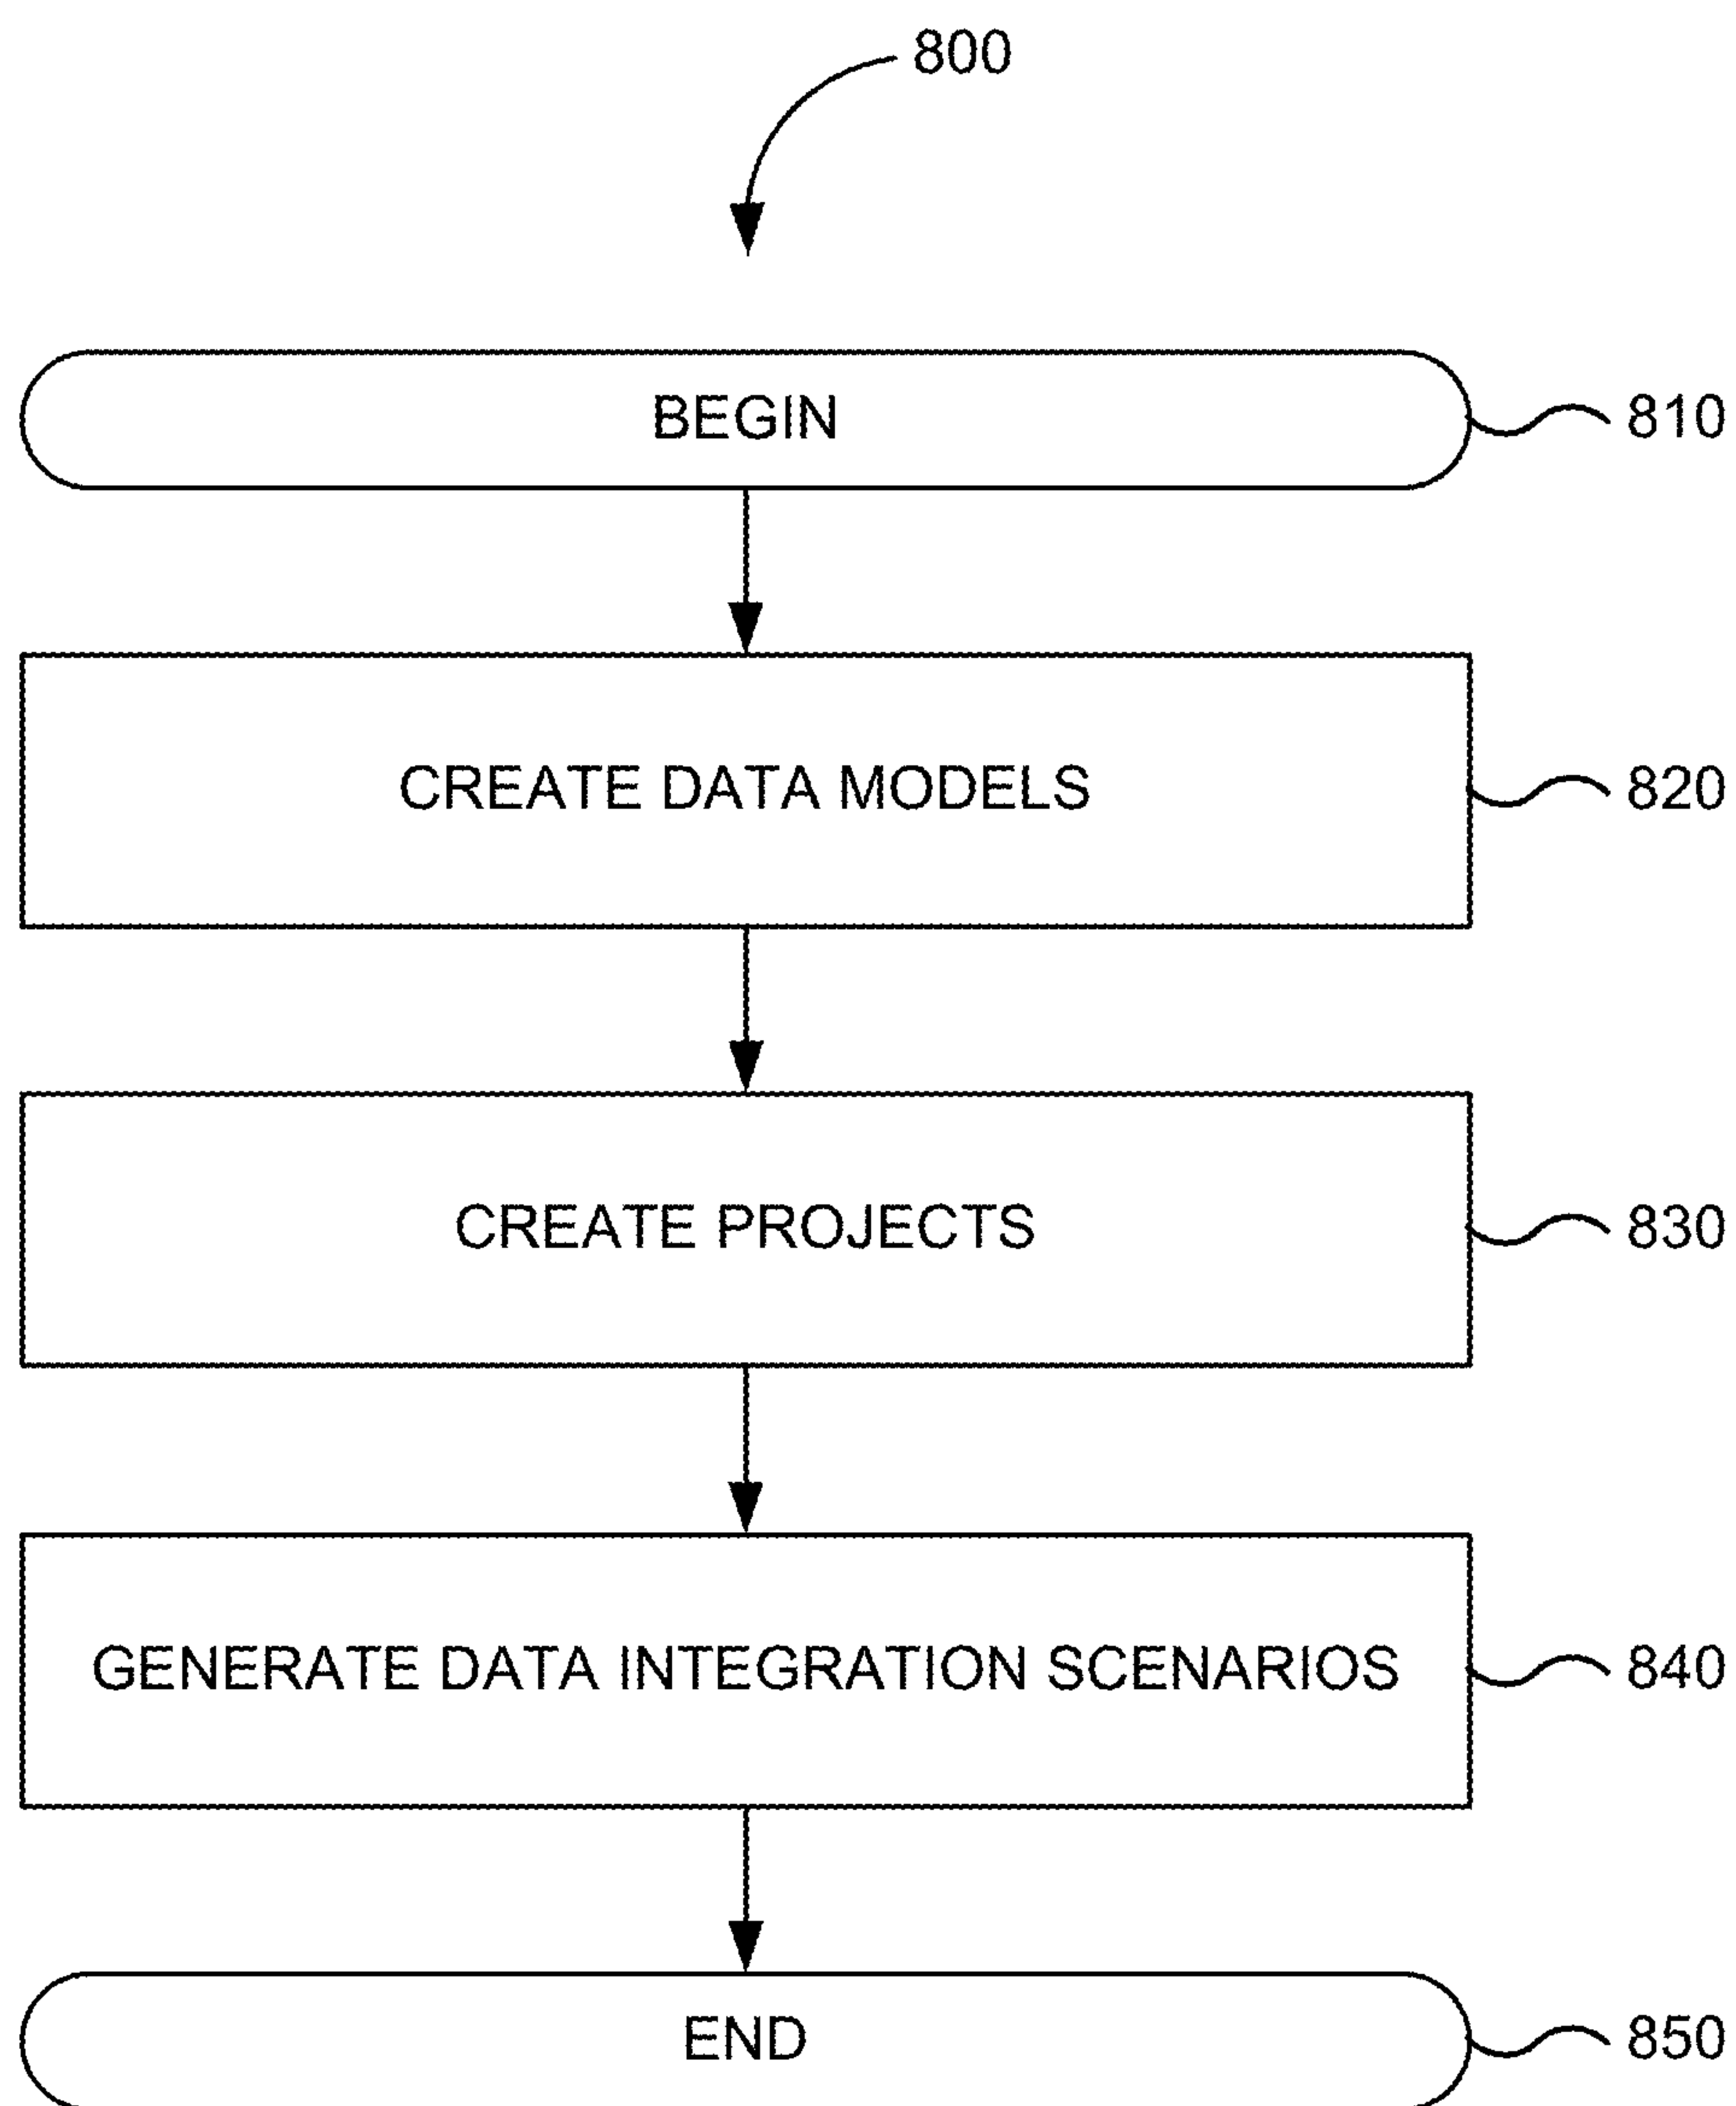 800
BEGIN
810
CREATE DATA MODELS
820
CREATE PROJECTS
830
GENERATE DATA INTEGRATION SCENARIOS
840
END
850